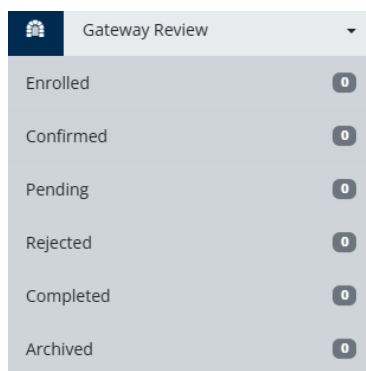 Gateway Review
Enrolled 0
Confirmed 0
Pending 0
Rejected 0
Completed 0
Archived 0